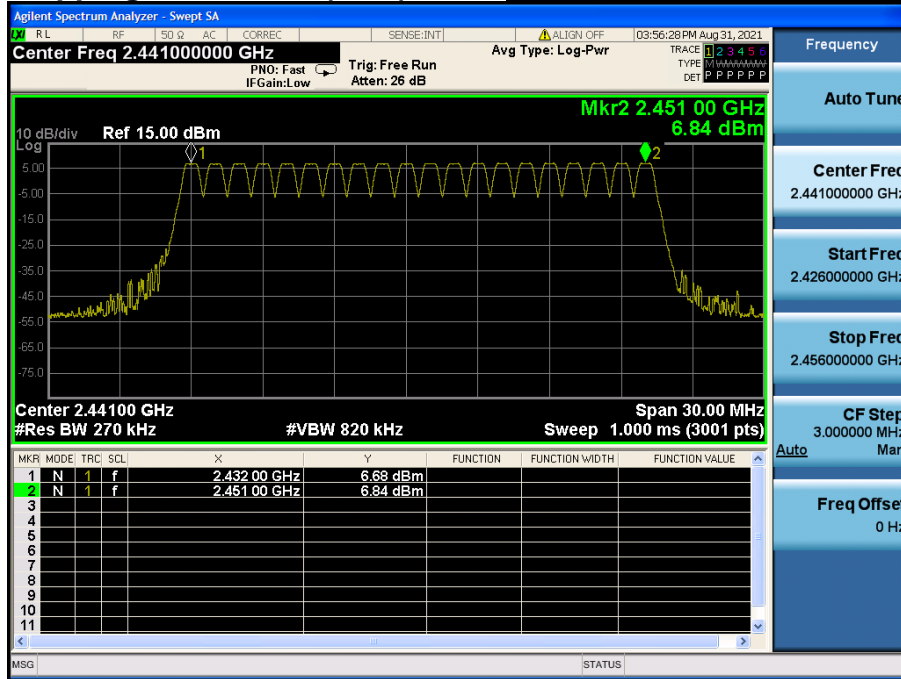 Agilent Spectrum Analyzer - Swept SA
LXI RL RF 50 Ω AC CORREC SENSE:INT ALIGN OFF 03:56:28 PM Aug 31, 2021
Center Freq 2.441000000 GHz Avg Type: Log-Pwr TRACE 1 2 3 4 5 6
PNO: Fast Trig: Free Run TYPE M WWWWW
IFGain:Low Atten: 26 dB DET P P P P P P
Mkr2 2.451 00 GHz
10 dB/div Ref 15.00 dBm 6.84 dBm
Log
1 2
5.00
-5.00
-15.0
-25.0
-35.0
-45.0
-55.0
-65.0
-75.0
Center 2.44100 GHz Span 30.00 MHz
#Res BW 270 kHz #VBW 820 kHz Sweep 1.000 ms (3001 pts)
MKR MODE TRC SCL X Y FUNCTION FUNCTION WIDTH FUNCTION VALUE
1 N 1 f 2.432 00 GHz 6.68 dBm
2 N 1 f 2.451 00 GHz 6.84 dBm
3
4
5
6
7
8
9
10
11
MSG STATUS
Frequency
Auto Tune
Center Freq
2.441000000 GHz
Start Freq
2.426000000 GHz
Stop Freq
2.456000000 GHz
CF Step
3.000000 MHz
Auto Man
Freq Offset
0 Hz